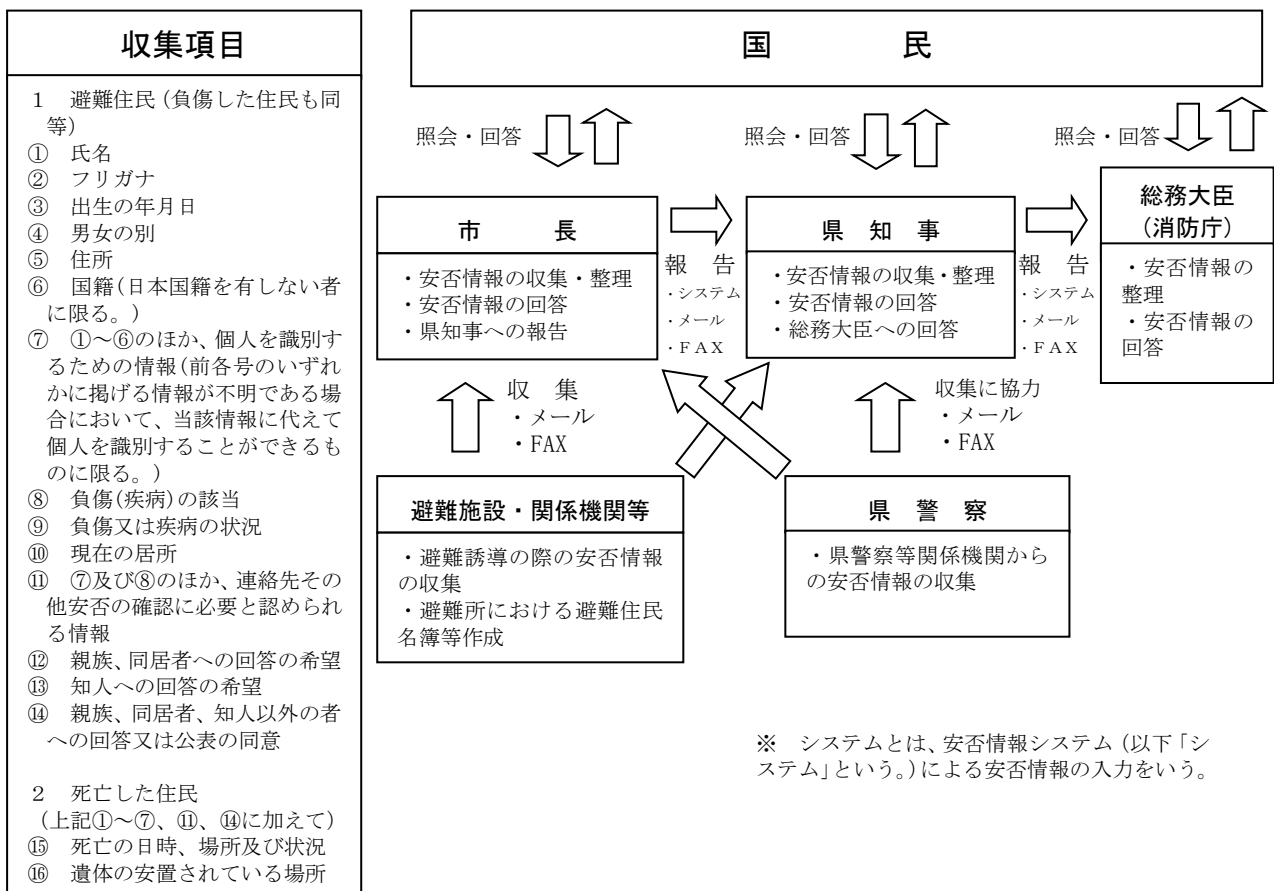 収集項目
1　避難住民(負傷した住民も同
等)
①　氏名
②　フリガナ
③　出生の年月日
④　男女の別
⑤　住所
⑥　国籍(日本国籍を有しない者
に限る。)
⑦　①～⑥のほか、個人を識別す
るための情報(前各号のいずれ
かに掲げる情報が不明である場
合において、当該情報に代えて
個人を識別することができるも
のに限る。)
⑧　負傷(疾病)の該当
⑨　負傷又は疾病の状況
⑩　現在の居所
⑪　⑦及び⑧のほか、連絡先その
他安否の確認に必要と認められ
る情報
⑫　親族、同居者への回答の希望
⑬　知人への回答の希望
⑭　親族、同居者、知人以外の者
への回答又は公表の同意
2　死亡した住民
(上記①～⑦、⑪、⑭に加えて)
⑮　死亡の日時、場所及び状況
⑯　遺体の安置されている場所
国　民
照会・回答
照会・回答
照会・回答
市　長
・安否情報の収集・整理
・安否情報の回答
・県知事への報告
報　告
・システム
・メール
・ＦＡＸ
県　知　事
・安否情報の収集・整理
・安否情報の回答
・総務大臣への回答
報　告
・システム
・メール
・ＦＡＸ
総務大臣
(消防庁)
・安否情報の
整理
・安否情報の
回答
収　集
・メール
・FAX
収集に協力
・メール
・FAX
避難施設・関係機関等
・避難誘導の際の安否情報
の収集
・避難所における避難住民
名簿等作成
県　警　察
・県警察等関係機関から
の安否情報の収集
※　システムとは、安否情報システム（以下「シ
ステム」という。）による安否情報の入力をいう。